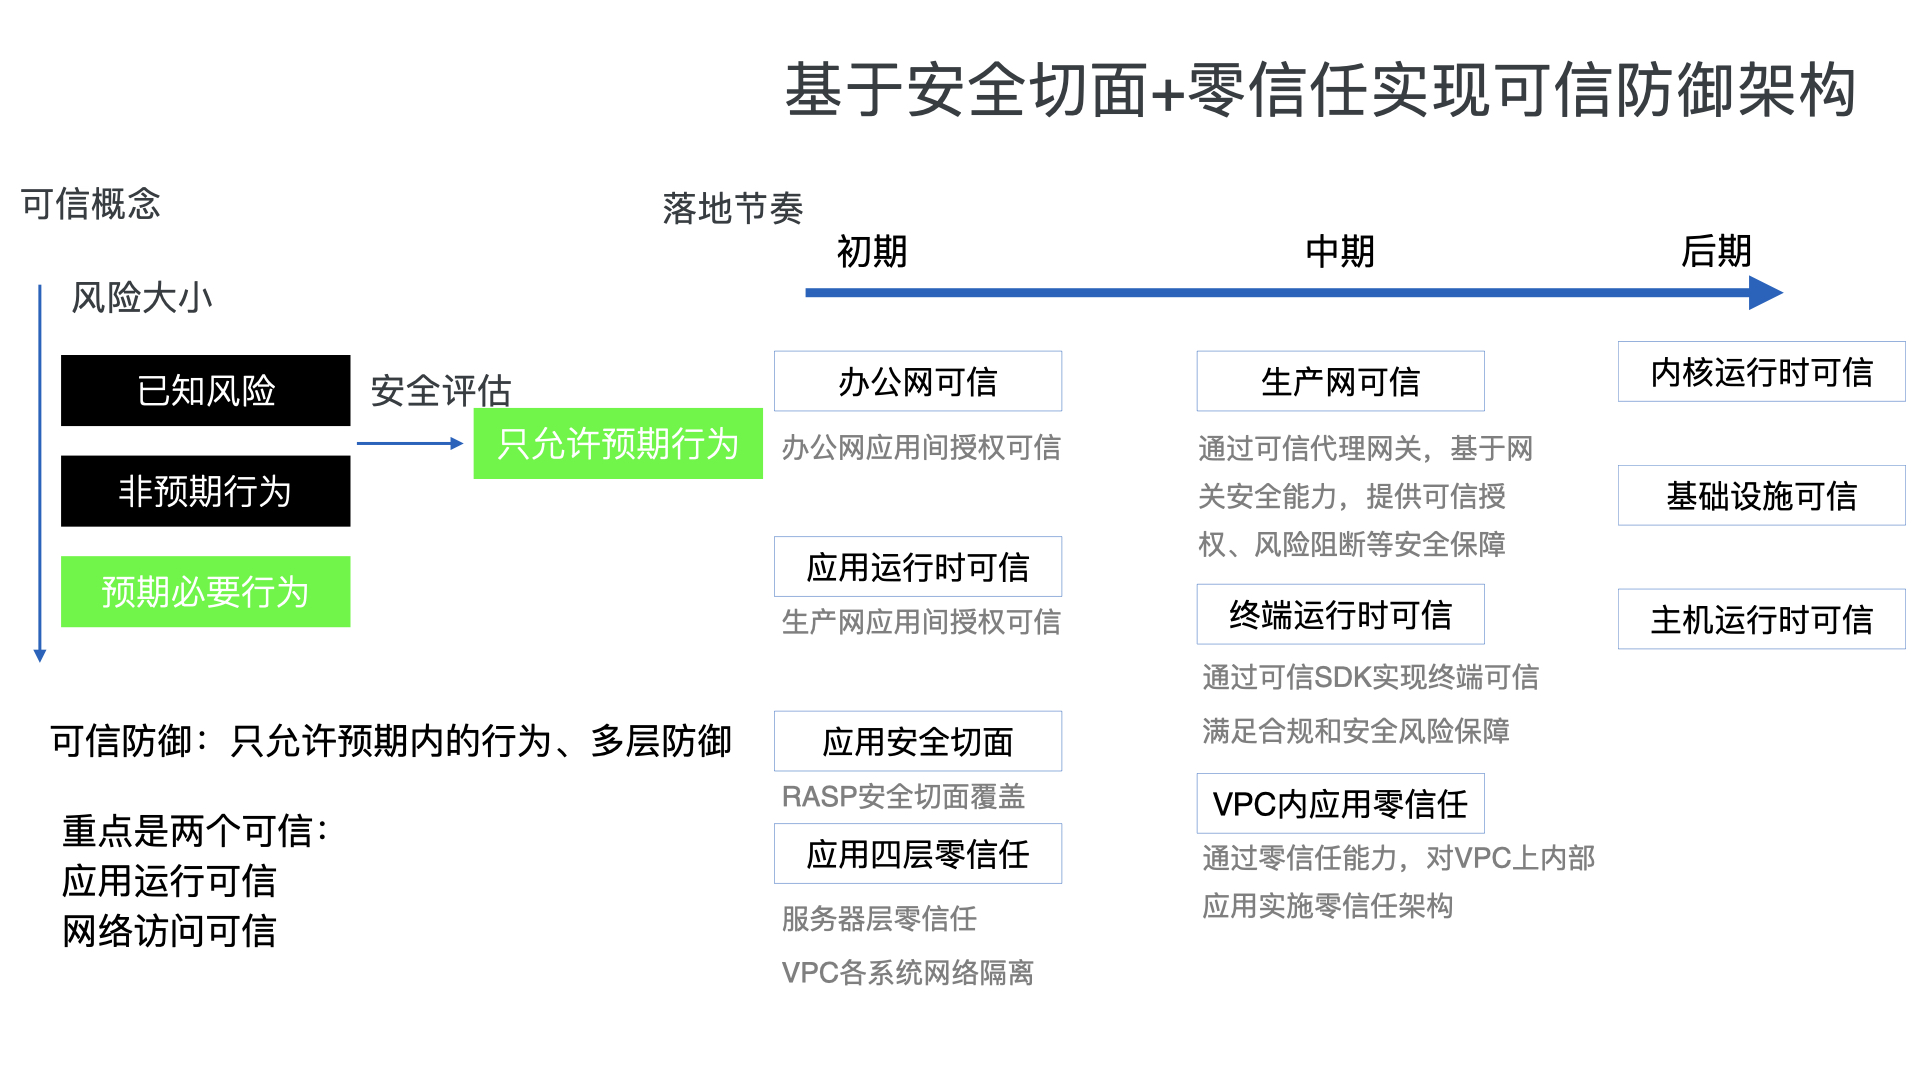 基于安全切面+零信任实现可信防御架构
可信概念
风险大小
已知风险
非预期行为
预期必要行为
安全评估
只允许预期行为
可信防御：只允许预期内的行为、多层防御
重点是两个可信：
应用运行可信
网络访问可信
落地节奏
初期
中期
后期
办公网可信
办公网应用间授权可信
应用运行时可信
生产网应用间授权可信
应用安全切面
RASP安全切面覆盖
应用四层零信任
服务器层零信任
VPC各系统网络隔离
生产网可信
通过可信代理网关，基于网
关安全能力，提供可信授
权、风险阻断等安全保障
终端运行时可信
通过可信SDK实现终端可信
满足合规和安全风险保障
VPC内应用零信任
通过零信任能力，对VPC上内部
应用实施零信任架构
内核运行时可信
基础设施可信
主机运行时可信